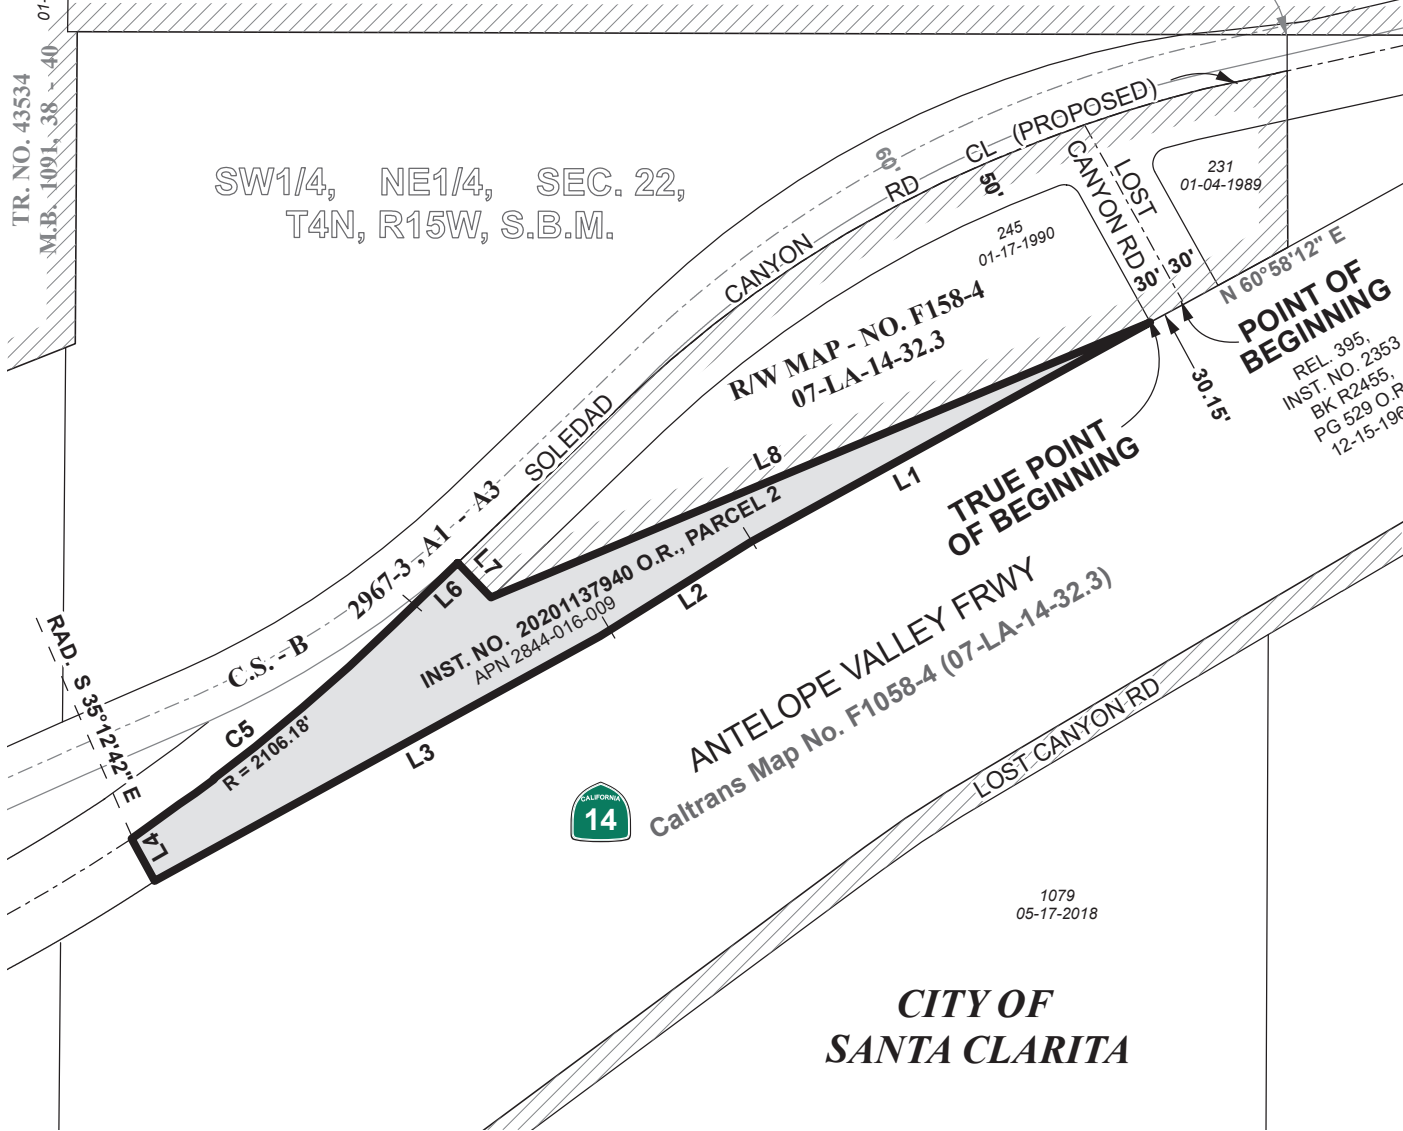 01-
TR. NO. 43534
M.B. 1091, 38 - 40
SW1/4, NE1/4, SEC. 22,
T4N, R15W, S.B.M.
60'
CL (PROPOSED)
RD
50'
CANYON
SOLEDAD
LOST
CANYON RD
30' 30'
231
01-04-1989
245
01-17-1990
N 60°58'12" E
POINT OF
BEGINNING
REL. 395,
INST. NO. 2353
BK R2455,
PG 529 O.R
12-15-196
30.15'
R/W MAP - NO. F158-4
07-LA-14-32.3
TRUE POINT
OF BEGINNING
L8
L1
L7
L6
L2
L3
L4
C5
R = 2106.18'
C.S. - B 2967-3 , A1 - A3
INST. NO. 20201137940 O.R., PARCEL 2
APN 2844-016-009
RAD. S 35°12'42" E
ANTELOPE VALLEY FRWY
Caltrans Map No. F1058-4 (07-LA-14-32.3)
CALIFORNIA
14
LOST CANYON RD
1079
05-17-2018
CITY OF
SANTA CLARITA